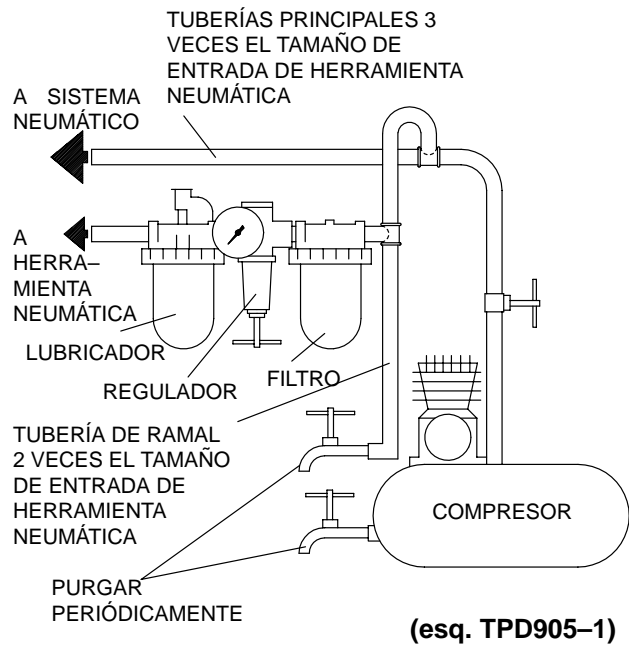 TUBERÍAS PRINCIPALES 3
VECES EL TAMAÑO DE
ENTRADA DE HERRAMIENTA
NEUMÁTICA
A SISTEMA
NEUMÁTICO
A
HERRA–
MIENTA
NEUMÁTICA
LUBRICADOR
REGULADOR
FILTRO
TUBERÍA DE RAMAL
2 VECES EL TAMAÑO
DE ENTRADA DE
HERRAMIENTA
NEUMÁTICA
COMPRESOR
PURGAR
PERIÓDICAMENTE
(esq. TPD905–1)